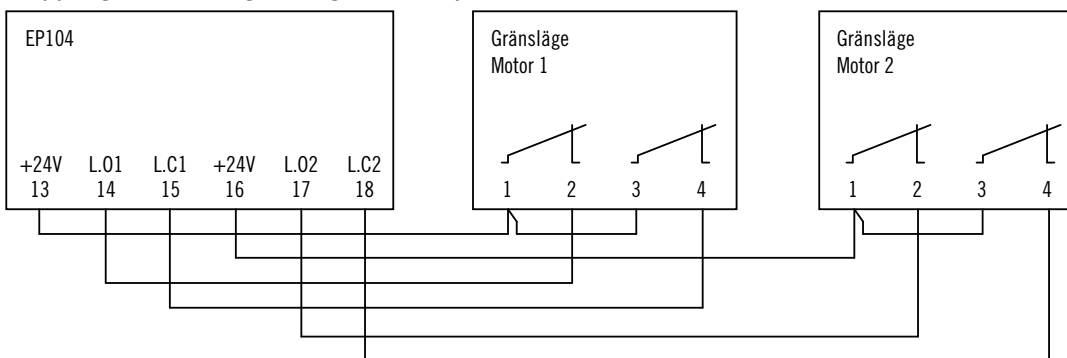 EP104
+24V L.O1 L.C1 +24V L.O2 L.C2
13 14 15 16 17 18
Gränsläge
Motor 1
1 2 3 4
Gränsläge
Motor 2
1 2 3 4